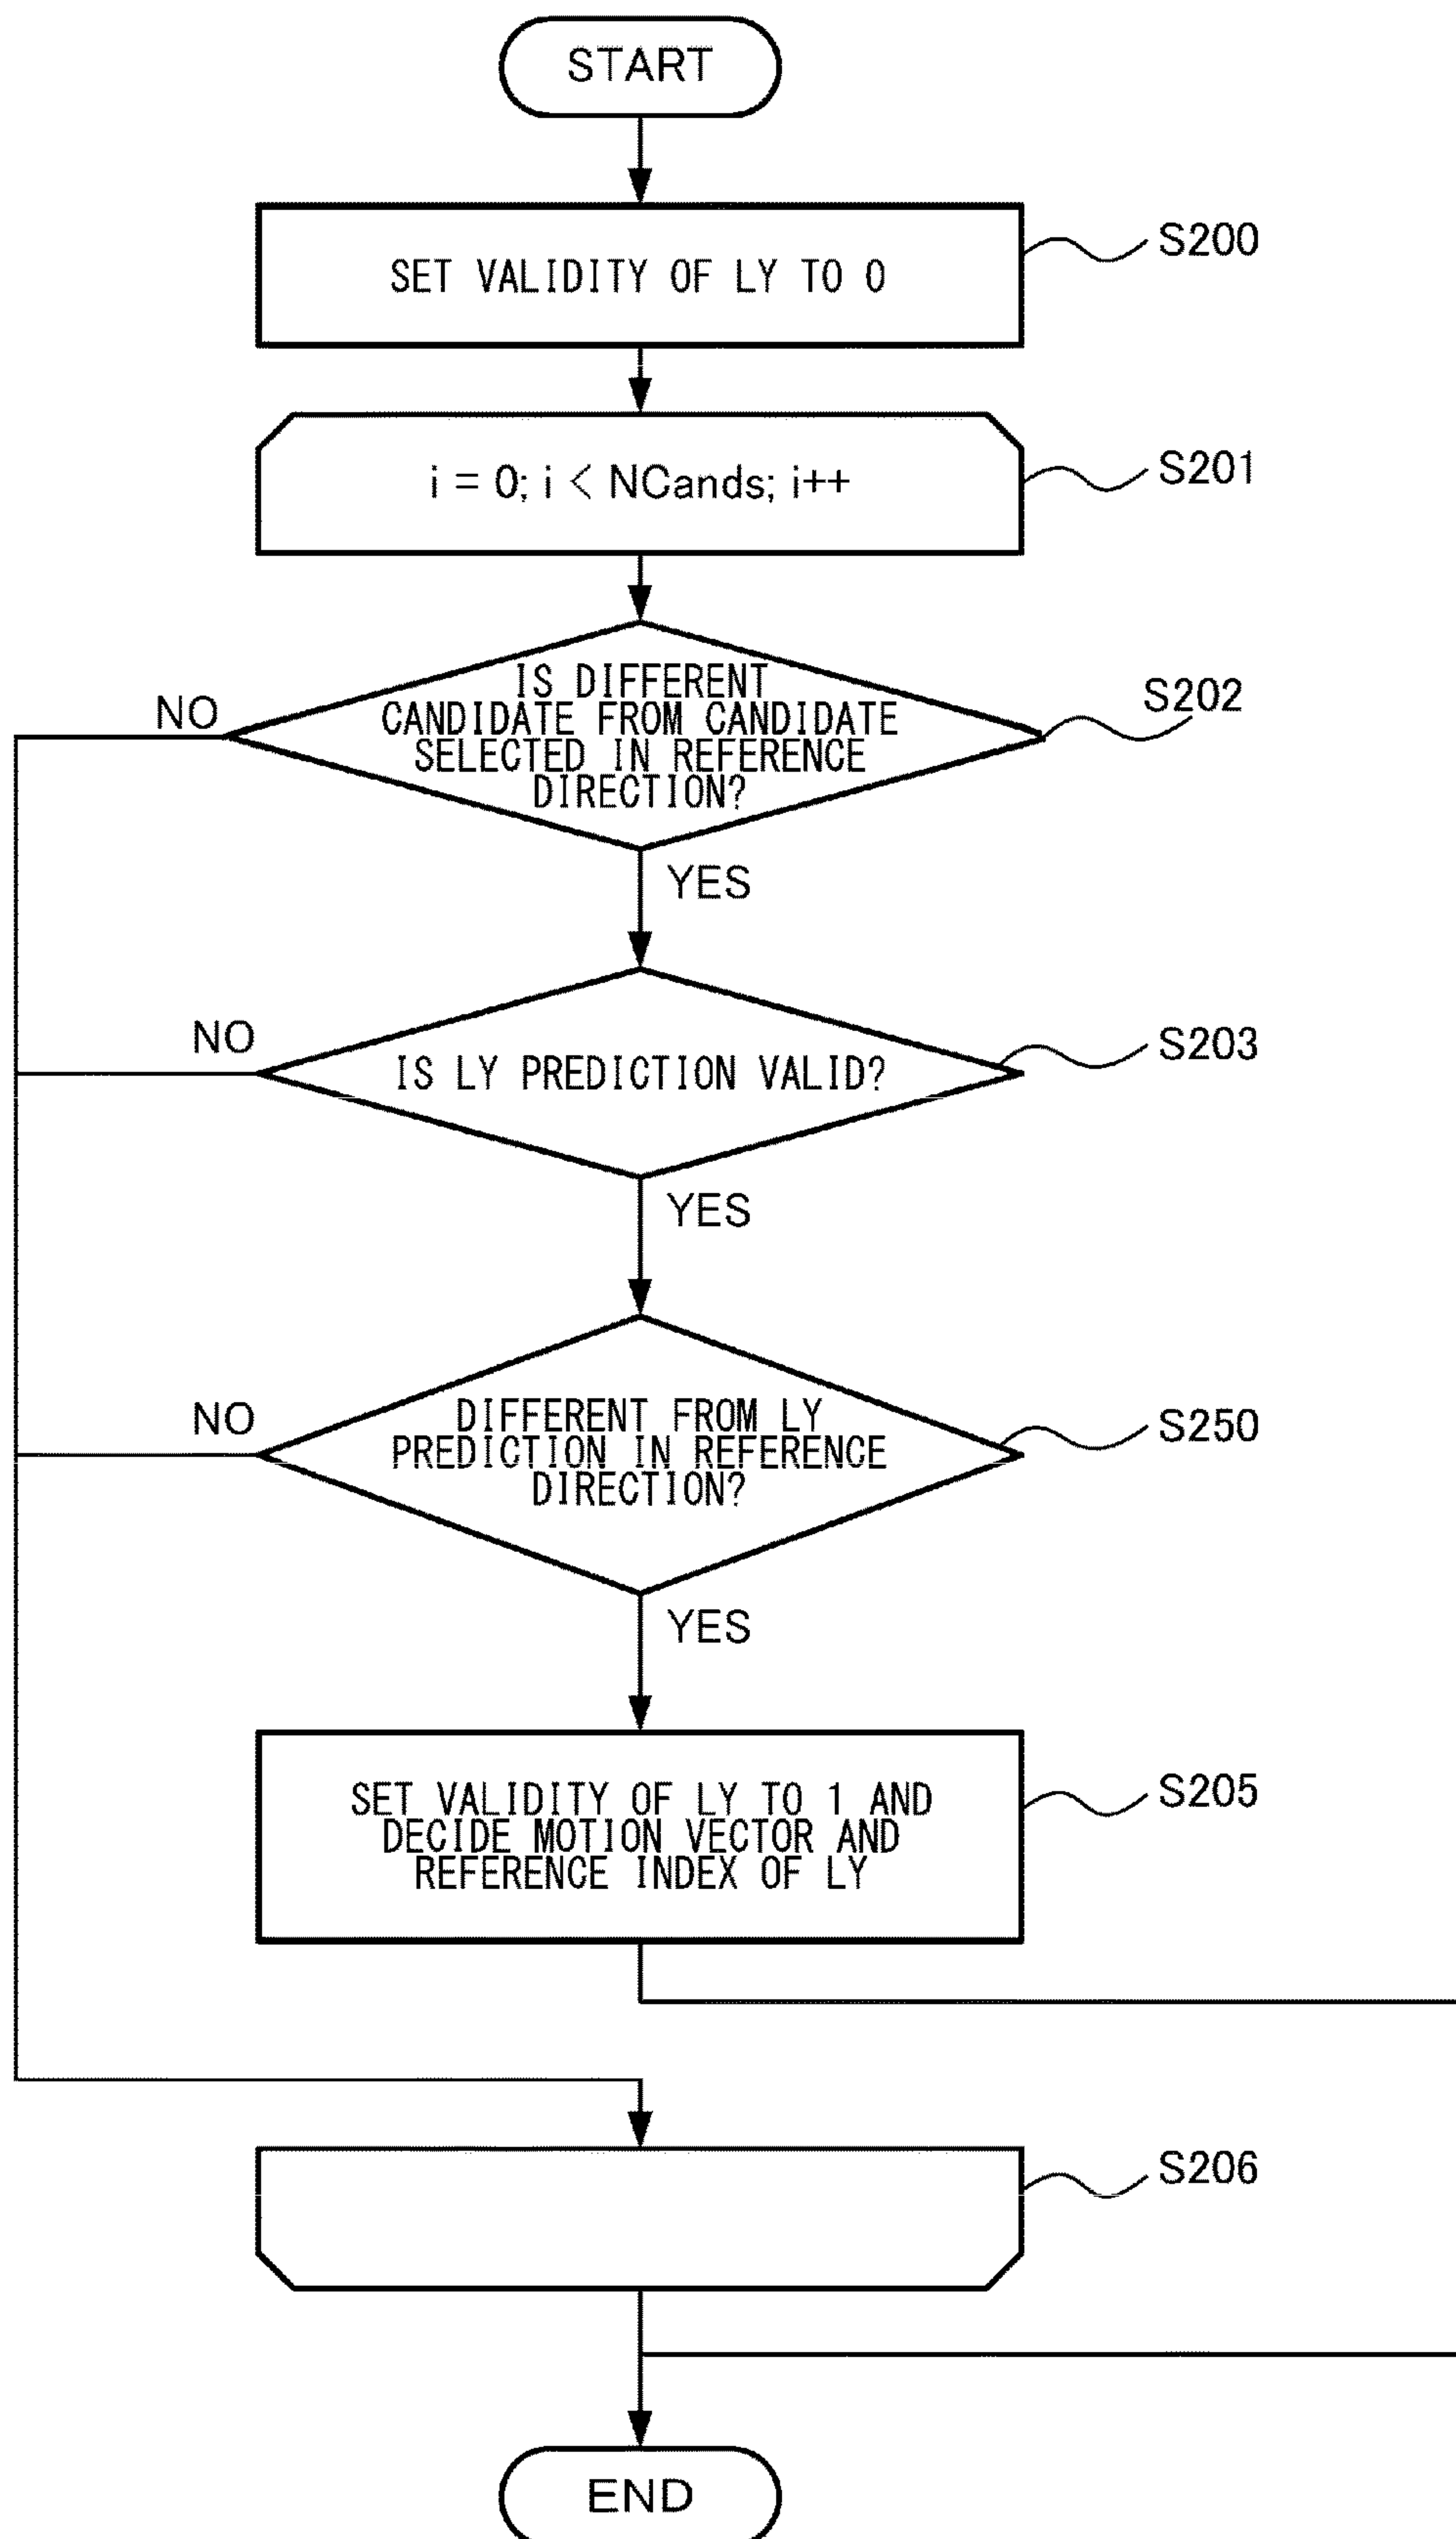 START
SET VALIDITY OF LY TO 0
S200
i = 0; i < NCands; i++
S201
IS DIFFERENT
CANDIDATE FROM CANDIDATE
SELECTED IN REFERENCE
DIRECTION?
S202
NO
YES
IS LY PREDICTION VALID?
S203
NO
YES
DIFFERENT FROM LY
PREDICTION IN REFERENCE
DIRECTION?
S250
NO
YES
SET VALIDITY OF LY TO 1 AND
DECIDE MOTION VECTOR AND
REFERENCE INDEX OF LY
S205
S206
END